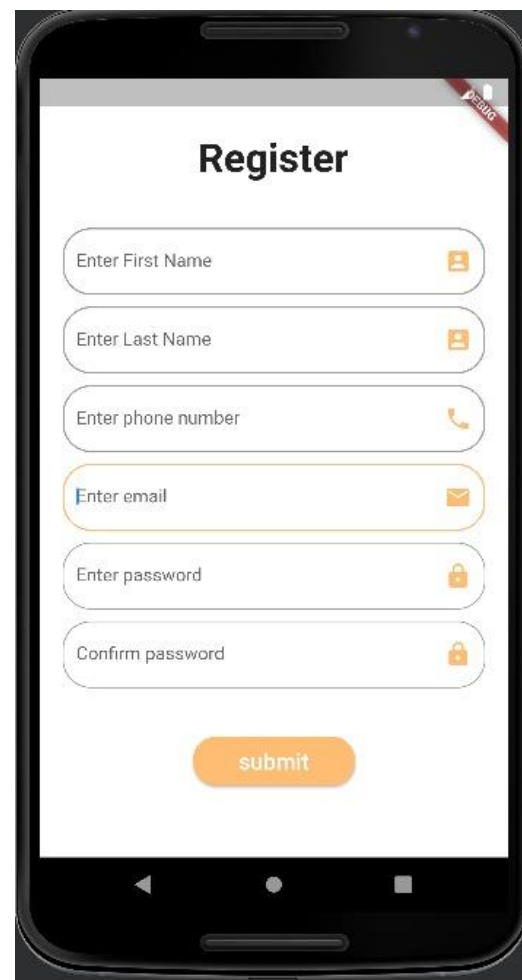 DEBUG
Register
Enter First Name
Enter Last Name
Enter phone number
Enter email
Enter password
Confirm password
submit